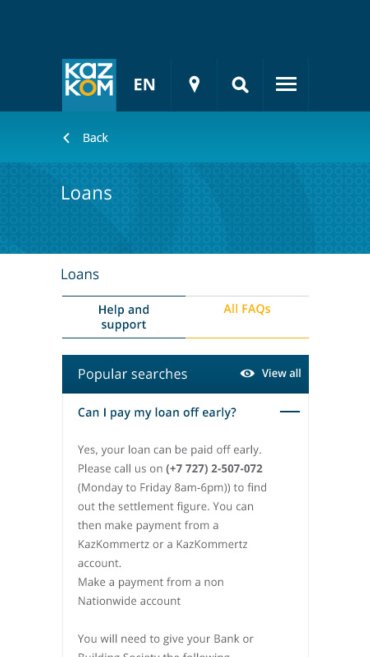 KAZ
KOM
EN
Back
Loans
Loans
Help and
support
All FAQs
Popular searches
View all
Can I pay my loan off early?
Yes, your loan can be paid off early.
Please call us on (+7 727) 2-507-072
(Monday to Friday 8am-6pm)) to find
out the settlement figure. You can
then make payment from a
KazKommertz or a KazKommertz
account.
Make a payment from a non
Nationwide account
You will need to give your Bank or
Building Society the following